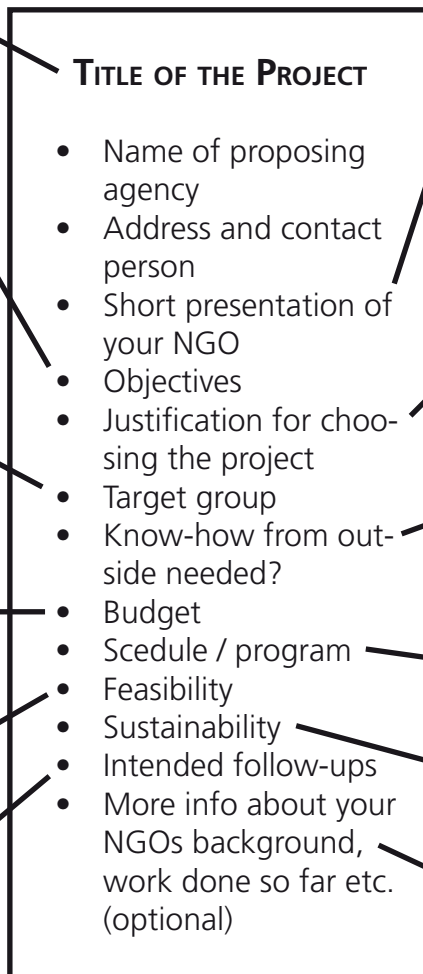 TITLE OF THE PROJECT
• Name of proposing
agency
• Address and contact
person
• Short presentation of
your NGO
• Objectives
• Justification for choo-
sing the project
• Target group
• Know-how from out-
side needed?
• Budget
• Scedule / program
• Feasibility
• Sustainability
• Intended follow-ups
• More info about your
NGOs background,
work done so far etc.
(optional)